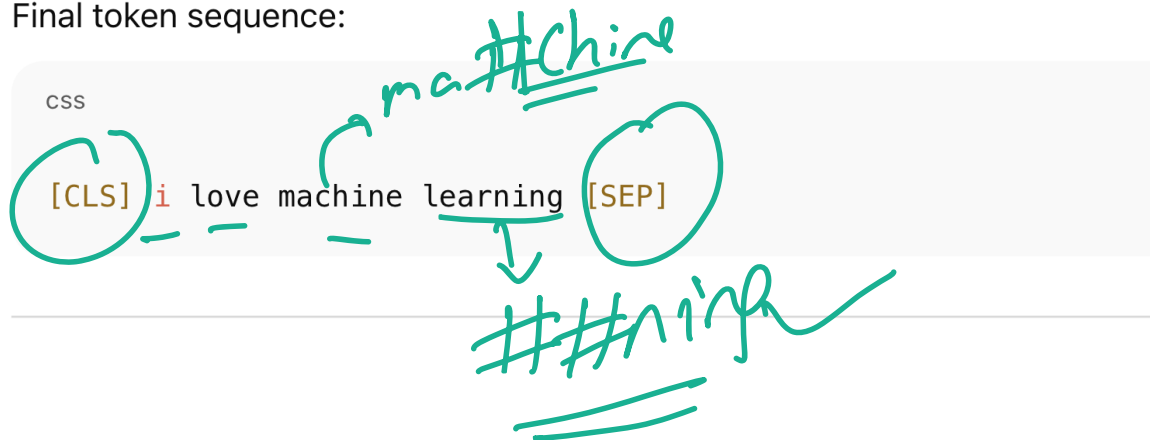 Final token sequence:
ma##chine
css
[CLS] i love machine learning [SEP]
##ning